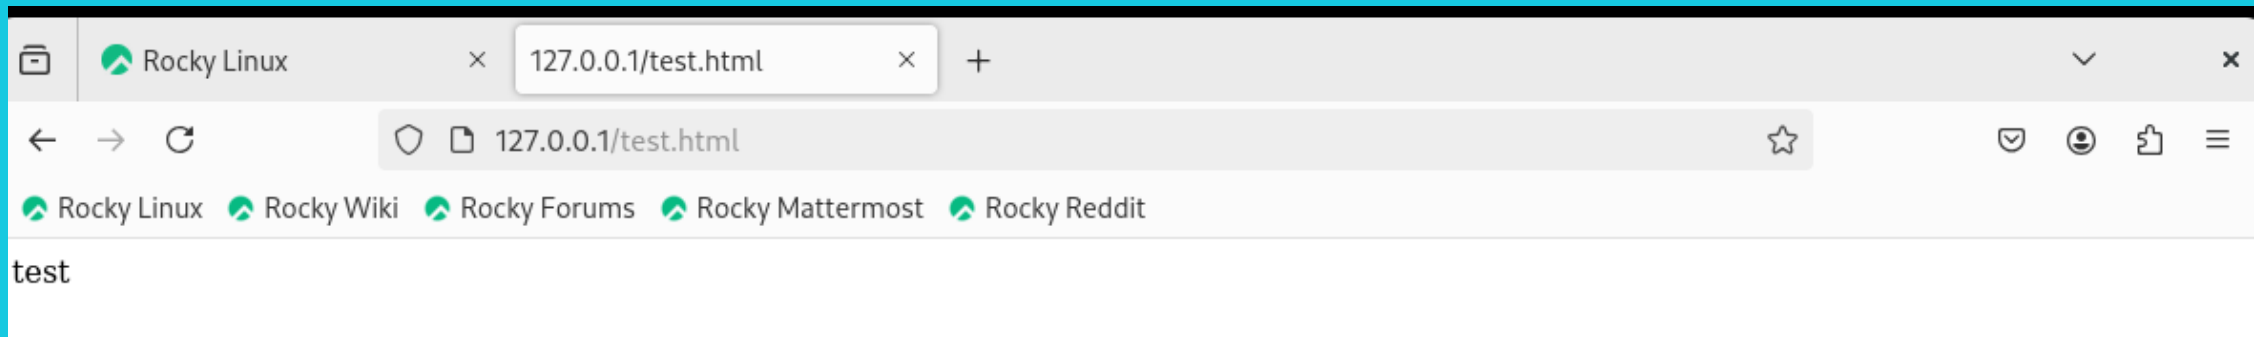 Rocky Linux 127.0.0.1/test.html
127.0.0.1/test.html
Rocky Linux Rocky Wiki Rocky Forums Rocky Mattermost Rocky Reddit
test